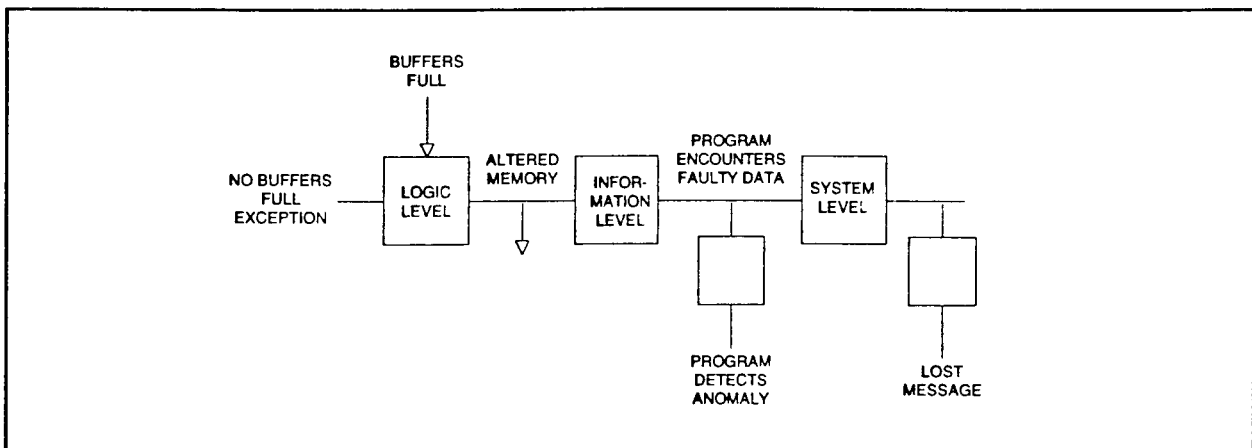 BUFFERS
FULL
NO BUFFERS
FULL
EXCEPTION
LOGIC
LEVEL
ALTERED
MEMORY
INFOR-
MATION
LEVEL
PROGRAM
ENCOUNTERS
FAULTY DATA
SYSTEM
LEVEL
PROGRAM
DETECTS
ANOMALY
LOST
MESSAGE